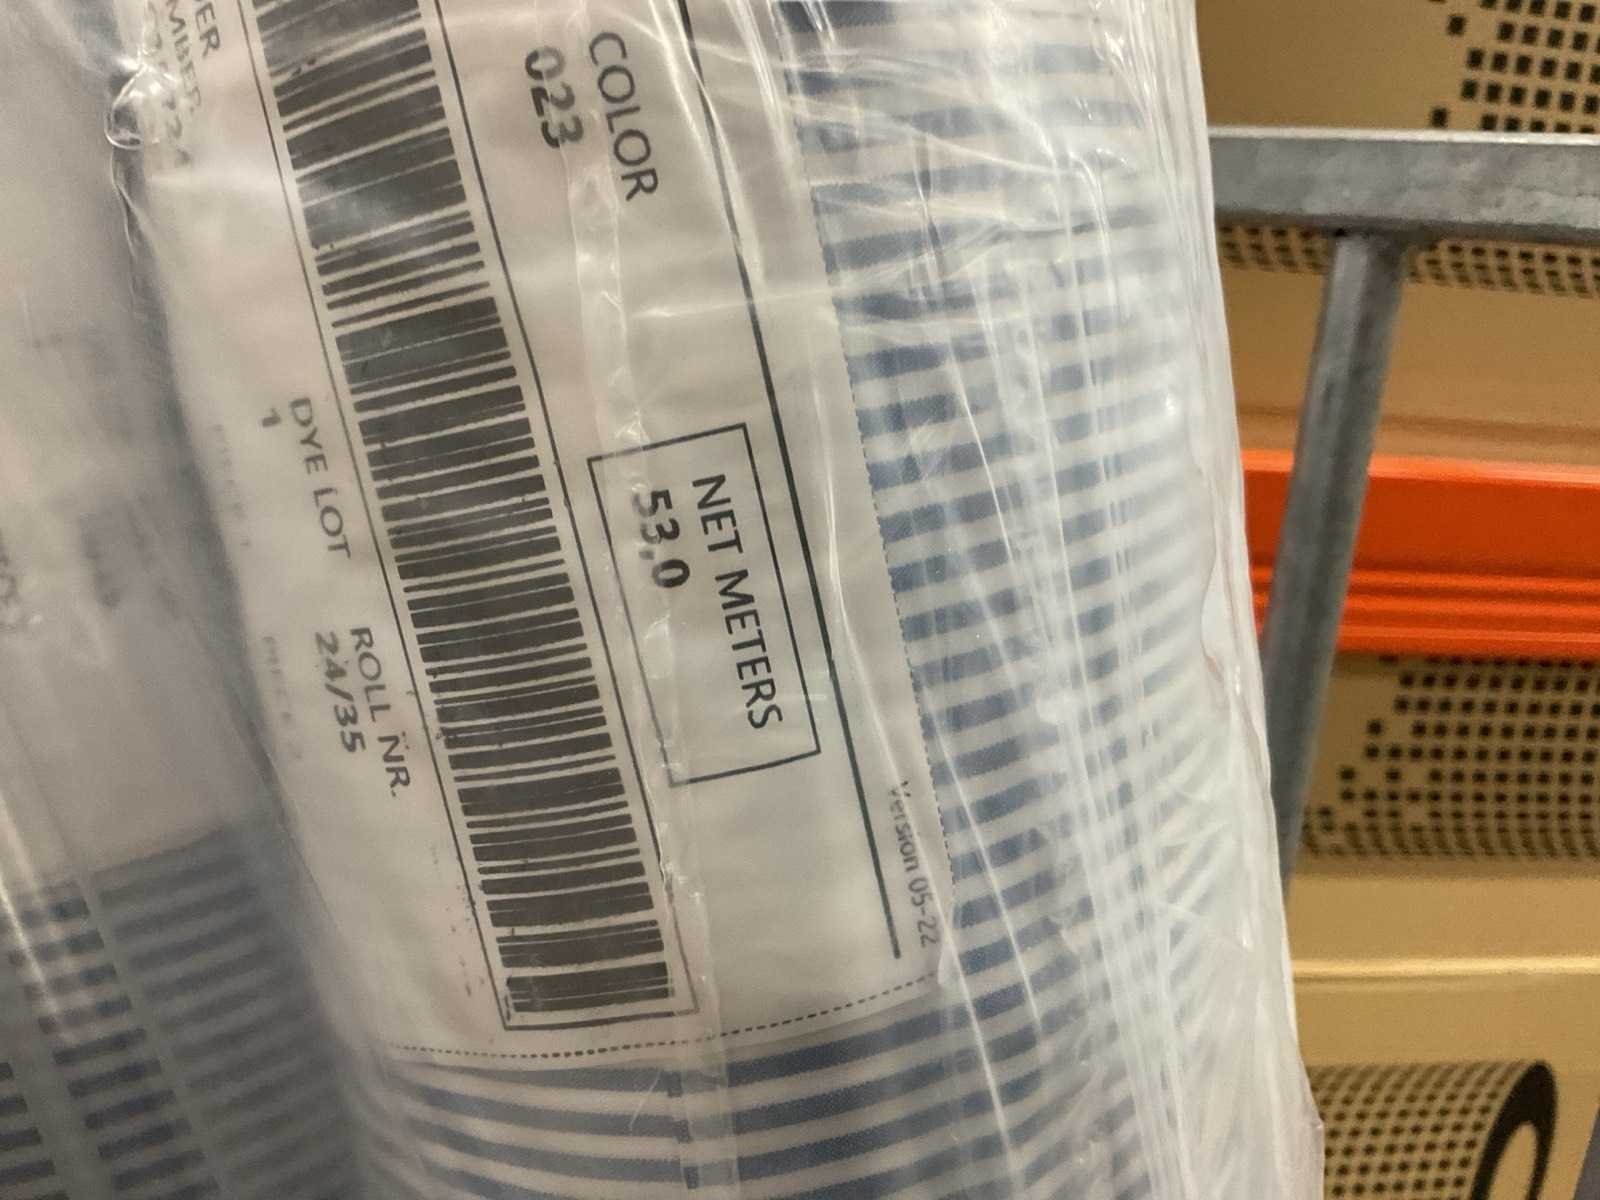 COLOR
023
NET METERS
53,0
DYE LOT
1
ROLL NR.
24/35
Version 05-22